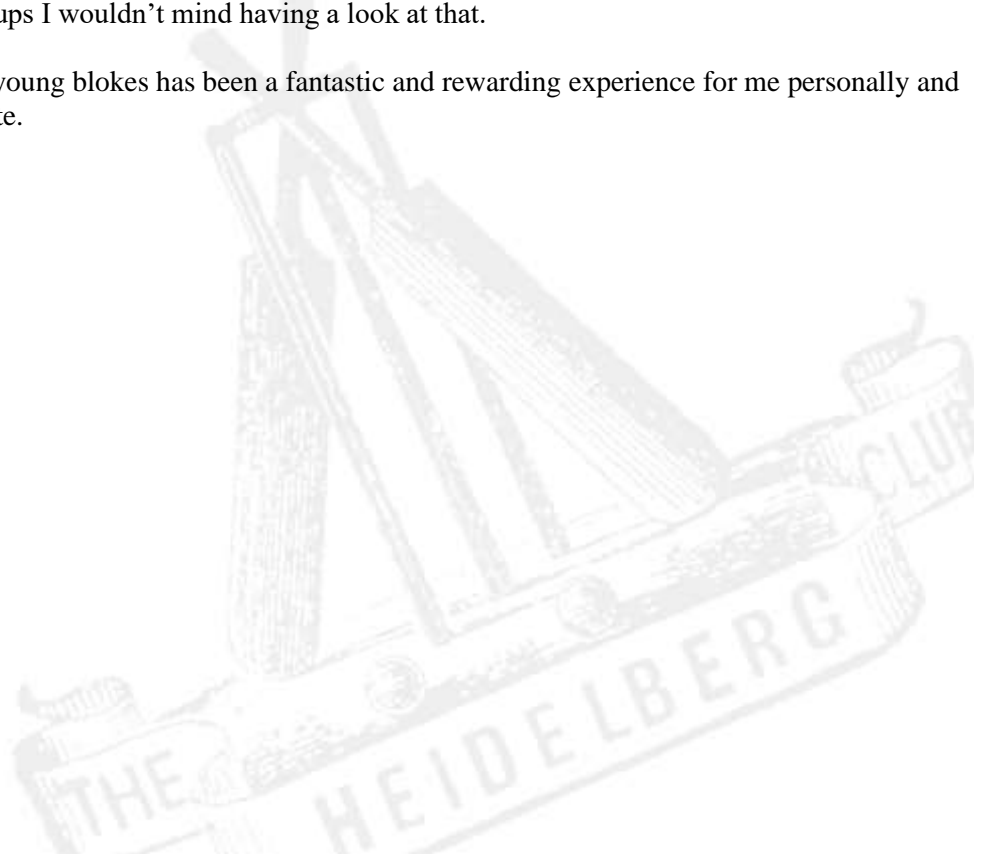 ups I wouldn’t mind having a look at that.
young blokes has been a fantastic and rewarding experience for me personally and
te.
THE
HEIDELBERG
CLUB